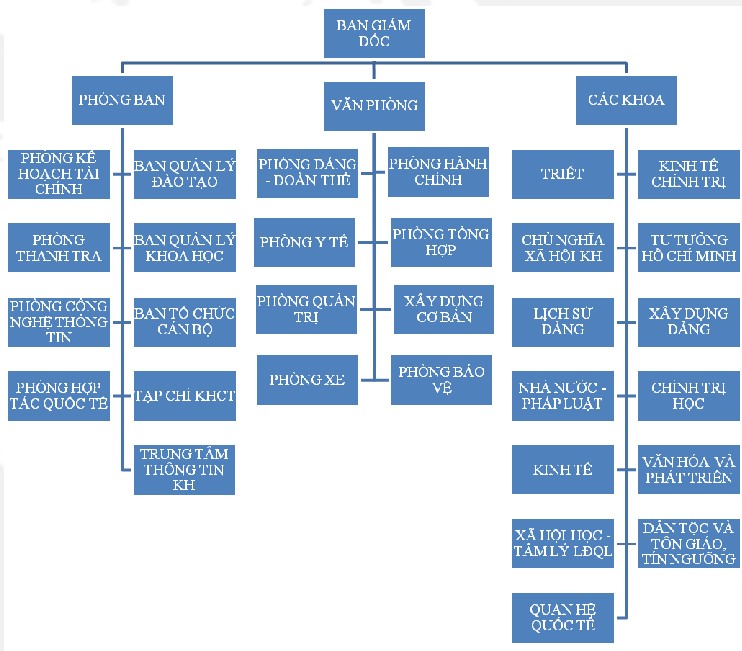 BAN GIÁM
ĐỐC
PHÒNG BAN
VĂN PHÒNG
CÁC KHOA
PHÒNG KẾ
HOẠCH TÀI
CHÍNH
BAN QUẢN LÝ
ĐÀO TẠO
PHÒNG
THANH TRA
BAN QUẢN LÝ
KHOA HỌC
PHÒNG CÔNG
NGHỆ THÔNG
TIN
BAN TỔ CHỨC
CÁN BỘ
PHÒNG HỢP
TÁC QUỐC TẾ
TẠP CHÍ KHCT
TRUNG TÂM
THÔNG TIN
KH
PHÒNG ĐẢNG
- ĐOÀN THỂ
PHÒNG HÀNH
CHÍNH
PHÒNG Y TẾ
PHÒNG TỔNG
HỢP
PHÒNG QUẢN
TRỊ
XÂY DỰNG
CƠ BẢN
PHÒNG XE
PHÒNG BẢO
VỆ
TRIẾT
KINH TẾ
CHÍNH TRỊ
CHỦ NGHĨA
XÃ HỘI KH
TƯ TƯỞNG
HỒ CHÍ MINH
LỊCH SỬ
ĐẢNG
XÂY DỰNG
ĐẢNG
NHÀ NƯỚC -
PHÁP LUẬT
CHÍNH TRỊ
HỌC
KINH TẾ
VĂN HÓA VÀ
PHÁT TRIỂN
XÃ HỘI HỌC -
TÂM LÝ LĐQL
DÂN TỘC VÀ
TÔN GIÁO,
TÍN NGƯỠNG
QUAN HỆ
QUỐC TẾ